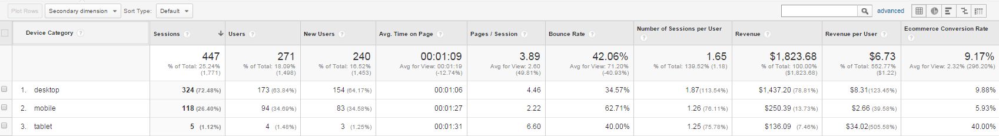 Plot Rows Secondary dimension Sort Type: Default advanced
Device Category ? Sessions ? Users ? New Users ? Avg. Time on Page ? Pages / Session ? Bounce Rate ? Number of Sessions per User ? Revenue ? Revenue per User ? Ecommerce Conversion Rate ?
447 271 240 00:01:09 3.89 42.06% 1.65 $1,823.68 $6.73 9.17%
% of Total: 25.24% (1,771) % of Total: 18.09% (1,498) % of Total: 16.52% (1,453) Avg for View: 00:01:19 (-12.74%) Avg for View: 2.60 (49.81%) Avg for View: 71.20% (-40.93%) % of Total: 139.52% (1.18) % of Total: 100.00% ($1,823.68) % of Total: 552.77% ($1.22) Avg for View: 2.32% (296.20%)
1. desktop 324 (72.48%) 173 (63.84%) 154 (64.17%) 00:01:06 4.46 34.57% 1.87(113.54%) $1,437.20 (78.81%) $8.31(123.45%) 9.88%
2. mobile 118 (26.40%) 94 (34.69%) 83 (34.58%) 00:01:27 2.22 62.71% 1.26 (76.11%) $250.39 (13.73%) $2.66 (39.58%) 5.93%
3. tablet 5 (1.12%) 4 (1.48%) 3 (1.25%) 00:01:31 6.60 40.00% 1.25 (75.78%) $136.09 (7.46%) $34.02(505.58%) 40.00%